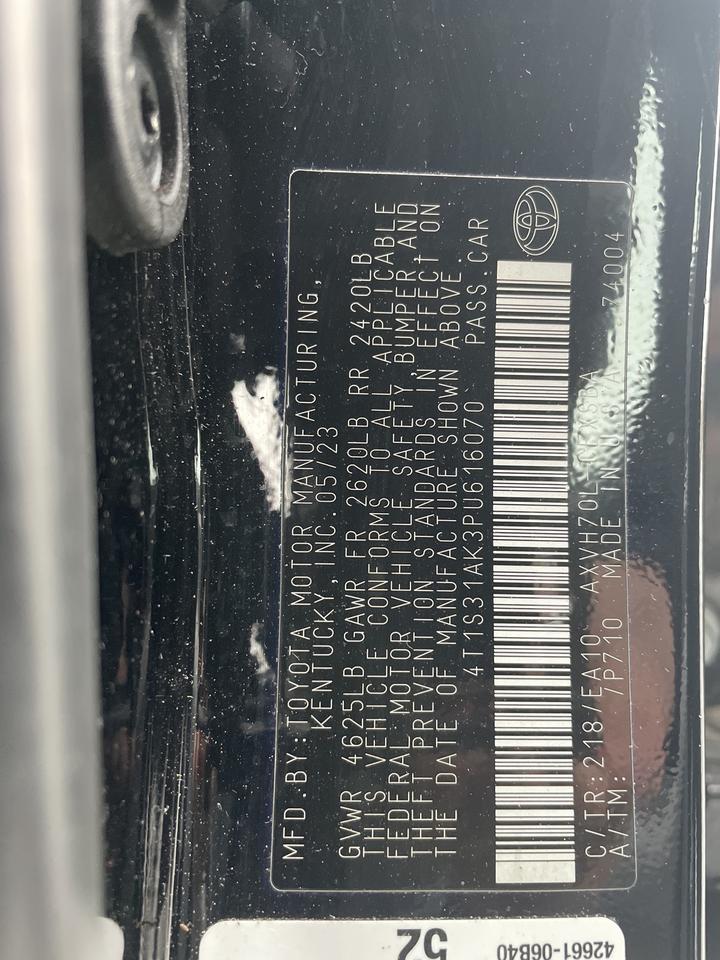 MFD.BY:TOYOTA MOTOR MANUFACTURING,
KENTUCKY,INC.05/23
GVWR 4625LB GAWR FR 2620LB RR 2420LB
THIS VEHICLE CONFORMS TO ALL APPLICABLE
FEDERAL MOTOR VEHICLE SAFETY, BUMPER,AND
THEFT PREVENTION STANDARDS IN EFFECT ON
THE DATE OF MANUFACTURE SHOWN ABOVE.
4T1S31AK3PU616070 PASS.CAR
C/TR:218/EA10 AXVH70L-
A/TM: /P710 MADE IN U.S.A. 74004
52
42661-06B40